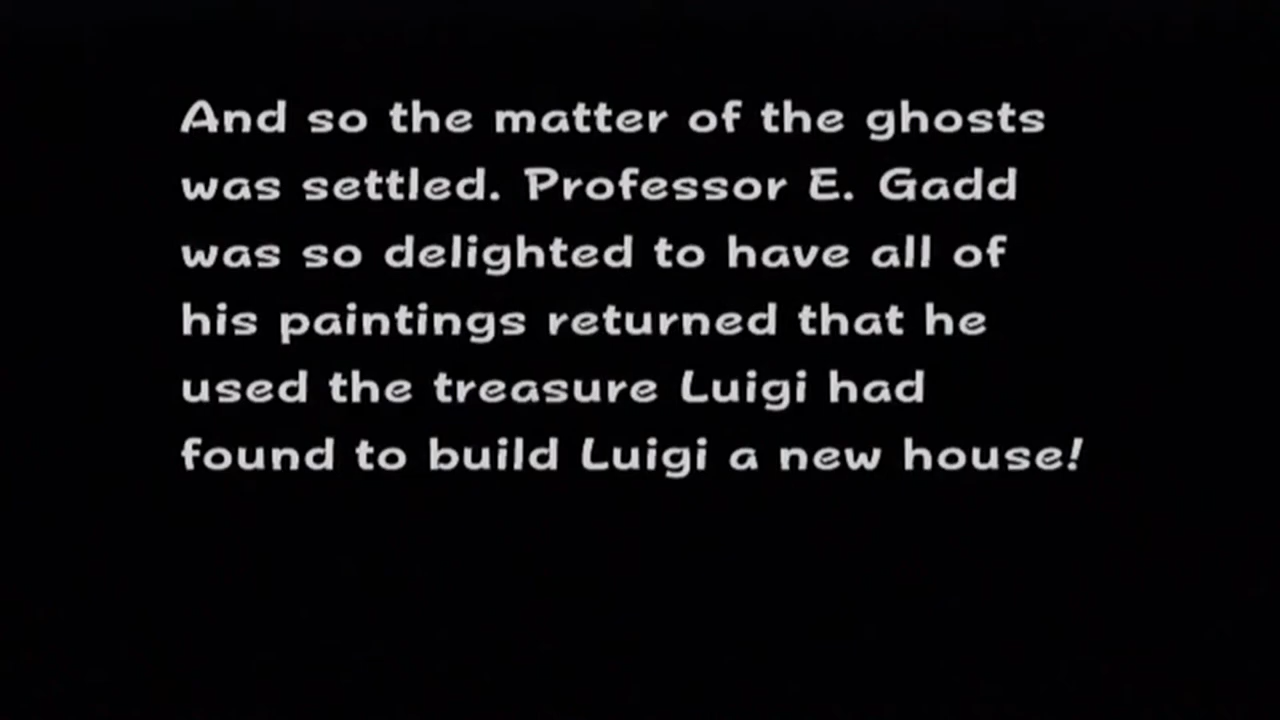 And so the matter of the ghosts
was settled. Professor E. Gadd
was so delighted to have all of
his paintings returned that he
used the treasure Luigi had
found to build Luigi a new house!